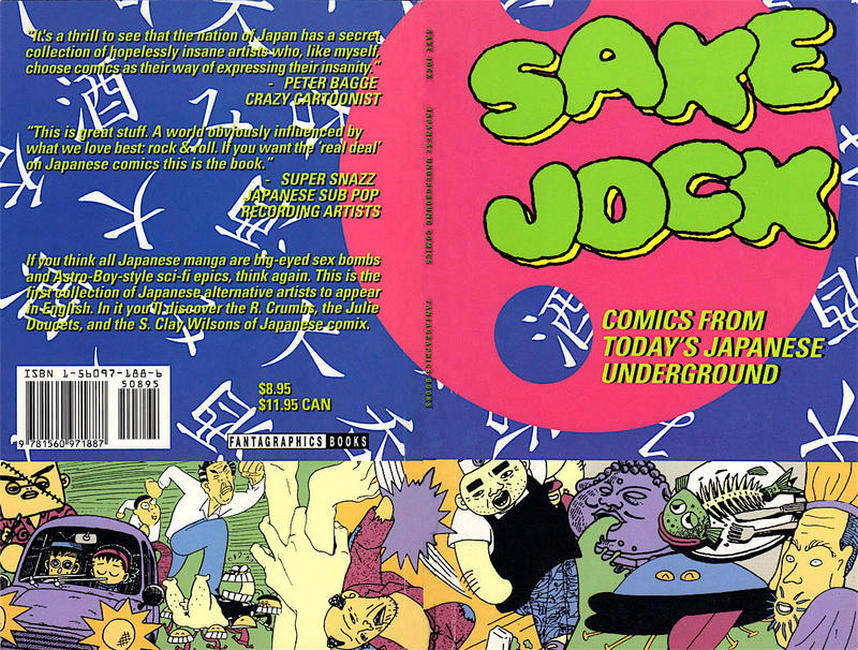 "It's a thrill to see that the nation of Japan has a secret
collection of hopelessly insane artists who, like myself,
choose comics as their way of expressing their insanity."
- PETER BAGGE
CRAZY CARTOONIST
"This is great stuff. A world obviously influenced by
what we love best: rock & roll. If you want the 'real deal'
on Japanese comics this is the book."
- SUPER SNAZZ
JAPANESE SUB POP
RECORDING ARTISTS
If you think all Japanese manga are big-eyed sex bombs
and Astro-Boy-style sci-fi epics, think again. This is the
first collection of Japanese alternative artists to appear
in English. In it you'll discover the R. Crumbs, the Julie
Doucets, and the S. Clay Wilsons of Japanese comix.
ISBN 1-56097-188-6
50895
9 781560 971887
$8.95
$11.95 CAN
FANTAGRAPHICS BOOKS
SAKE JOCK JAPANESE UNDERGROUND COMICS FANTAGRAPHICS BOOKS
SAKE
JOCK
酒
COMICS FROM
TODAY'S JAPANESE
UNDERGROUND